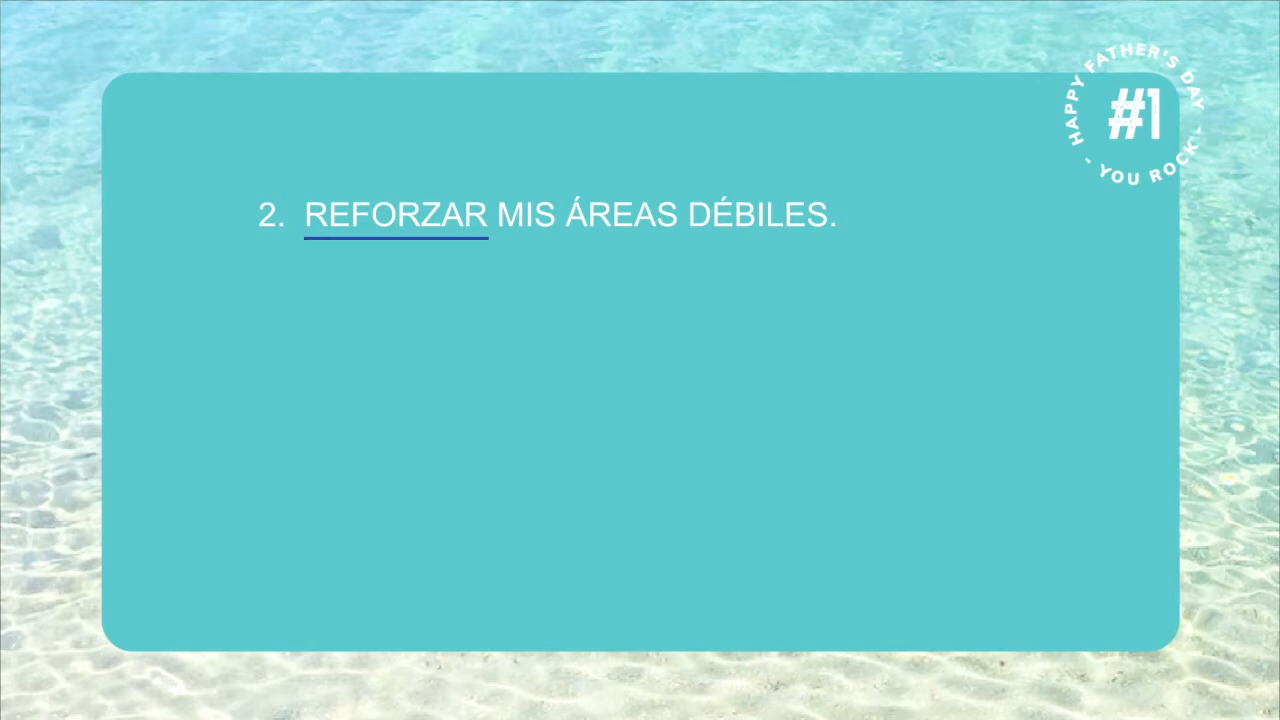 HAPPY FATHER'S DAY
#1
- YOU ROCK -
2. REFORZAR MIS ÁREAS DÉBILES.